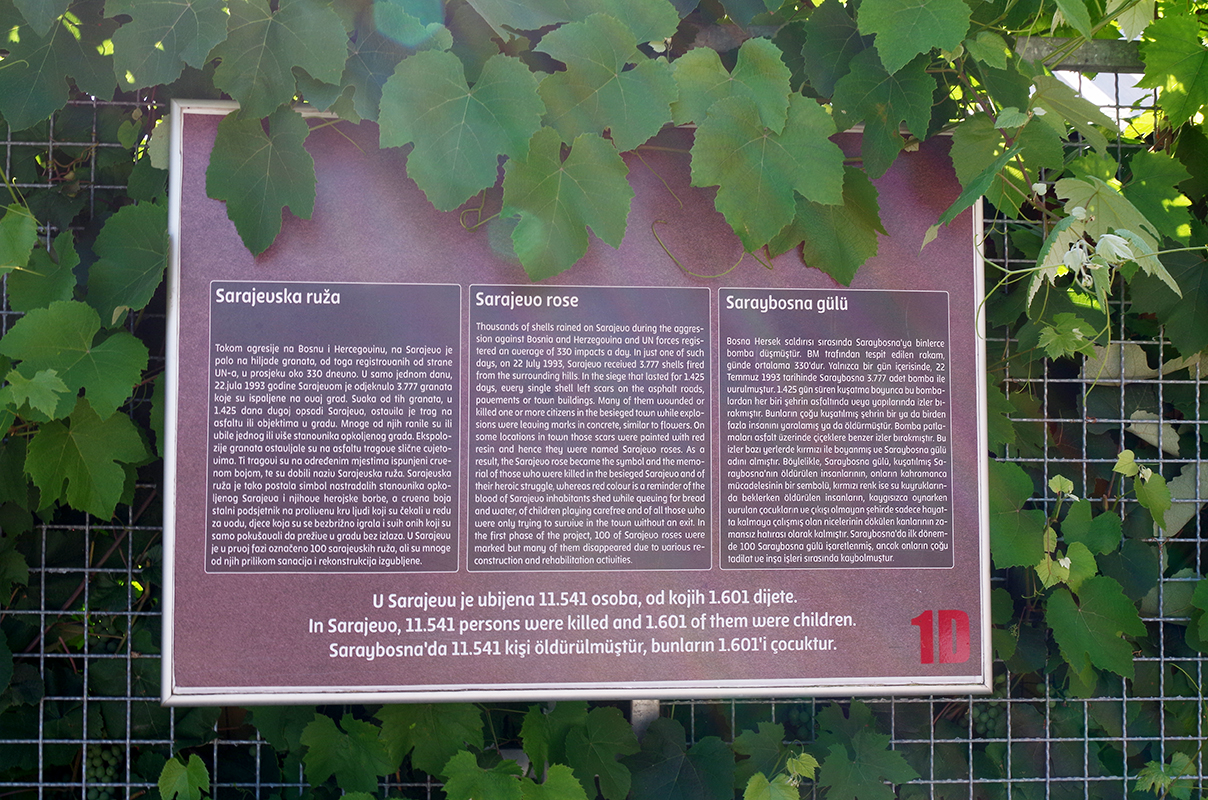 Sarajevska ruža
Tokom agresije na Bosnu i Hercegovinu, na Sarajevo je
palo na hiljade granata, od toga registrovanih od strane
UN-a, u prosjeku oko 330 dnevno. U samo jednom danu,
22.jula 1993 godine Sarajevom je odjeknulo 3.777 granata
koje su ispaljene na ovaj grad. Svaka od tih granata, u
1.425 dana dugoj opsadi Sarajeva, ostavila je trag na
asfaltu ili objektima u gradu. Mnoge od njih ranile su ili
ubile jednog ili više stanovnika opkoljenog grada. Ekspolo-
zije granata ostavljale su na asfaltu tragove slične cvjeto-
vima. Ti tragovi su na određenim mjestima ispunjeni crve-
nom bojom, te su dobili naziv Sarajevska ruža. Sarajevska
ruža je tako postala simbol nastradalih stanovnika opko-
ljenog Sarajeva i njihove herojske borbe, a crvena boja
stalni podsjetnik na prolivenu krv ljudi koji su čekali u redu
za vodu, djece koja su se bezbrižno igrala i svih onih koji su
samo pokušavali da prežive u gradu bez izlaza. U Sarajevu
je u prvoj fazi označeno 100 sarajevskih ruža, ali su mnoge
od njih prilikom sanacija i rekonstrukcija izgubljene.
Sarajevo rose
Thousands of shells rained on Sarajevo during the aggres-
sion against Bosnia and Herzegovina and UN forces regis-
tered an average of 330 impacts a day. In just one of such
days, on 22 July 1993, Sarajevo received 3.777 shells fired
from the surrounding hills. In the siege that lasted for 1.425
days, every single shell left scars on the asphalt roads,
pavements or town buildings. Many of them wounded or
killed one or more citizens in the besieged town while explo-
sions were leaving marks in concrete, similar to flowers. On
some locations in town those scars were painted with red
resin and hence they were named Sarajevo roses. As a
result, the Sarajevo rose became the symbol and the memo-
rial of those who were killed in the besieged Sarajevo and of
their heroic struggle, whereas red colour is a reminder of the
blood of Sarajevo inhabitants shed while queuing for bread
and water, of children playing carefree and of all those who
were only trying to survive in the town without an exit. In
the first phase of the project, 100 of Sarajevo roses were
marked but many of them disappeared due to various re-
construction and rehabilitation activities.
Saraybosna gülü
Bosna Hersek saldırısı sırasında Saraybosna'ya binlerce
bomba düşmüştür. BM trafından tespit edilen rakam,
günde ortalama 330'dur. Yalnızca bir gün içerisinde, 22
Temmuz 1993 tarihinde Saraybosna 3.777 adet bomba ile
vurulmuştur. 1.425 gün süren kuşatma boyunca bu bomba-
lardan her biri şehrin asfaltında veya yapılarında izler bı-
rakmıştır. Bunların çoğu kuşatılmış şehrin bir ya da birden
fazla insanını yaralamış ya da öldürmüştür. Bomba patla-
maları asfalt üzerinde çiçeklere benzer izler bırakmıştır. Bu
izler bazı yerlerde kırmızı ile boyanmış ve Saraybosna gülü
adını almıştır. Böylelikle, Saraybosna gülü, kuşatılmış Sa-
raybosna'nın öldürülen insanlarının, onların kahramanca
mücadelesinin bir sembolü, kırmızı renk ise su kuyrukların-
da beklerken öldürülen insanların, kaygısızca oynarken
vurulan çocukların ve çıkışı olmayan şehirde sadece hayat-
ta kalmaya çalışmış olan nicelerinin dökülen kanlarının za-
mansız hatırası olarak kalmıştır. Saraybosna'da ilk dönem-
de 100 Saraybosna gülü işaretlenmiş, ancak onların çoğu
tadilat ve inşa işleri sırasında kaybolmuştur.
U Sarajevu je ubijena 11.541 osoba, od kojih 1.601 dijete.
In Sarajevo, 11.541 persons were killed and 1.601 of them were children.
Saraybosna'da 11.541 kişi öldürülmüştür, bunların 1.601'i çocuktur.
1D